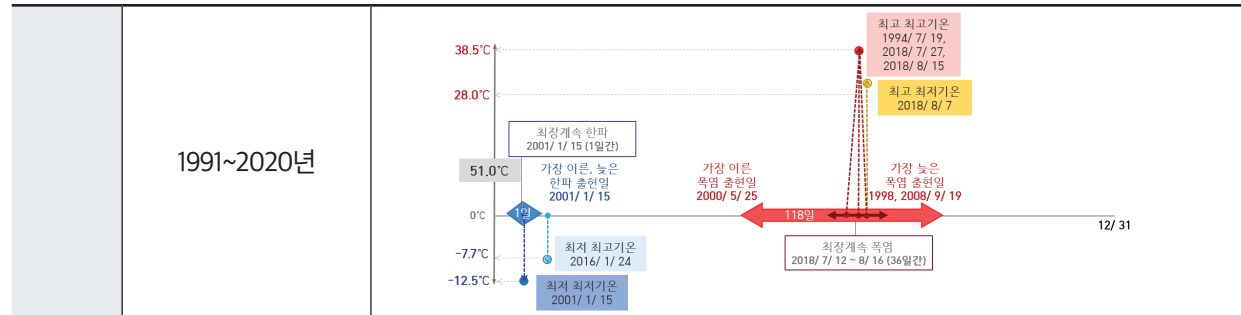 1991~2020년
38.5℃
28.0℃
51.0℃
0℃
-7.7℃
-12.5℃
최장계속 한파
2001/ 1/ 15 (1일간)
가장 이른, 늦은
한파 출현일
2001/ 1/ 15
1일
최저 최고기온
2016/ 1/ 24
최저 최저기온
2001/ 1/ 15
가장 이른
폭염 출현일
2000/ 5/ 25
118일
최고 최고기온
1994/ 7/ 19,
2018/ 7/ 27,
2018/ 8/ 15
최고 최저기온
2018/ 8/ 7
가장 늦은
폭염 출현일
1998, 2008/ 9/ 19
최장계속 폭염
2018/ 7/ 12 ~ 8/ 16 (36일간)
12/ 31